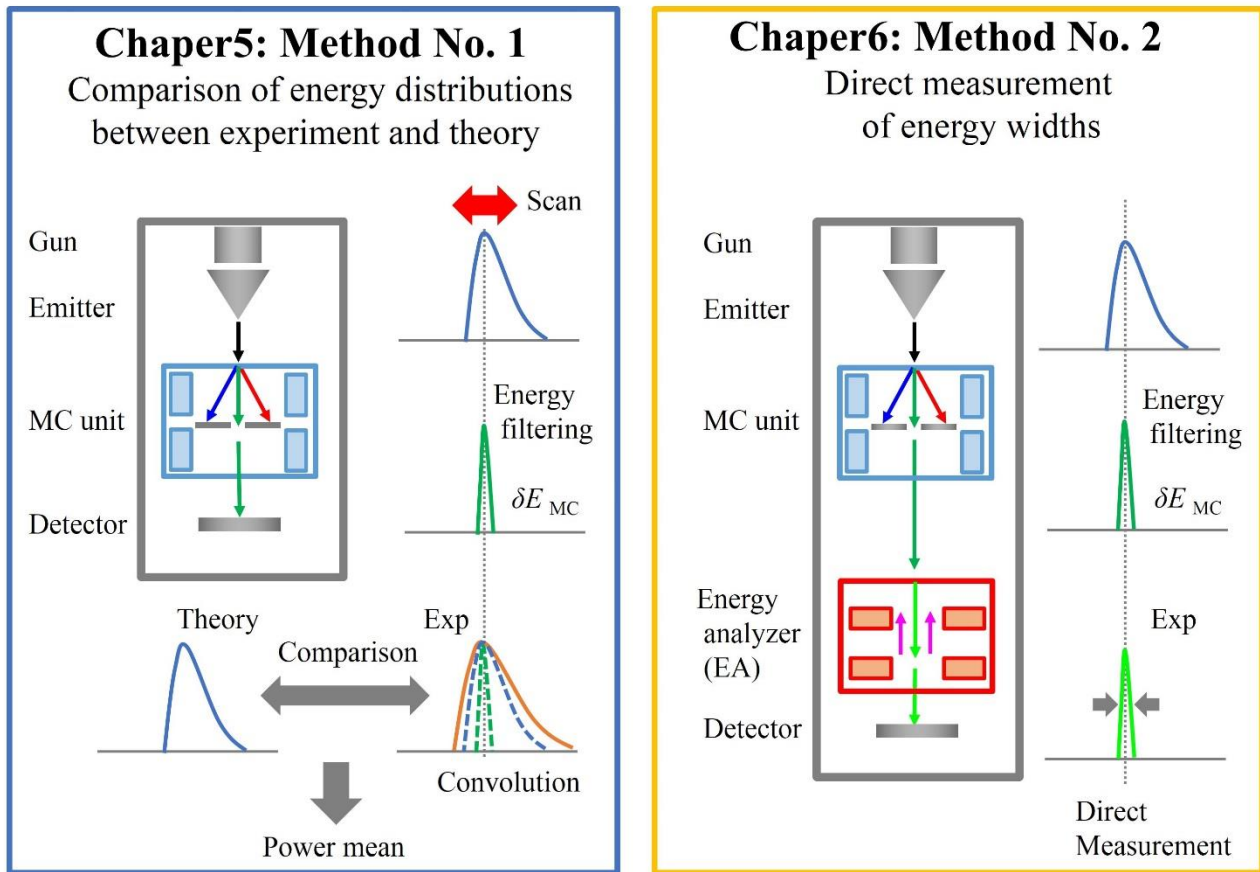 Chaper5: Method No. 1
Comparison of energy distributions
between experiment and theory
Scan
Gun
Emitter
Energy
filtering
MC unit
δE MC
Detector
Theory
Exp
Comparison
Convolution
Power mean
Chaper6: Method No. 2
Direct measurement
of energy widths
Gun
Emitter
Energy
filtering
MC unit
δE MC
Energy
analyzer
(EA)
Exp
Detector
Direct
Measurement